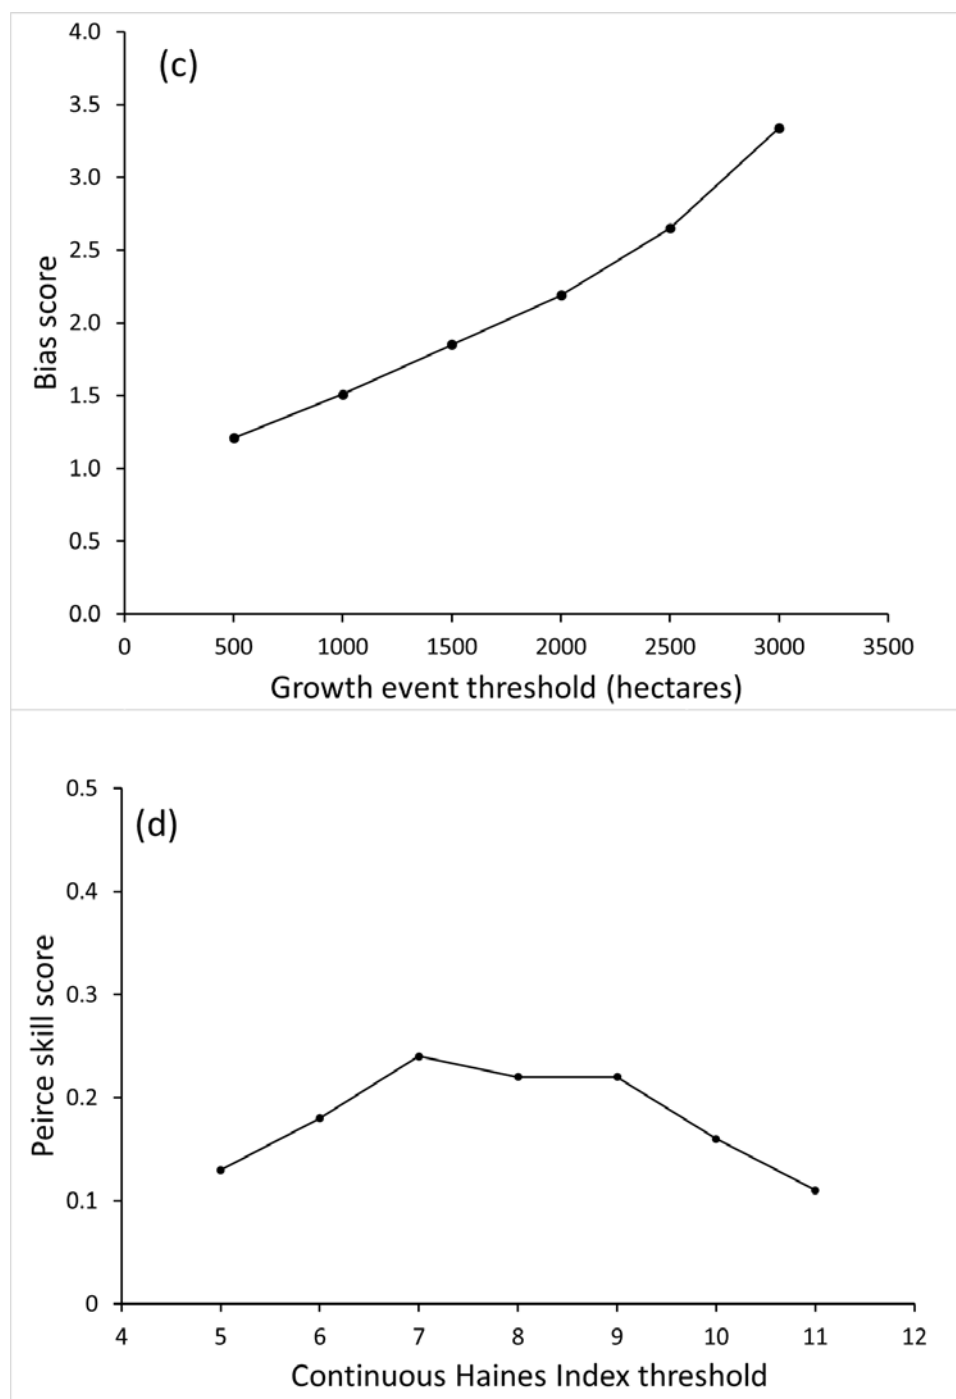 4.0
(c)
3.5
3.0
2.5
2.0
1.5
1.0
0.5
0.0
Bias score
0 500 1000 1500 2000 2500 3000 3500
Growth event threshold (hectares)
0.5
(d)
0.4
0.3
0.2
0.1
0
Peirce skill score
4 5 6 7 8 9 10 11 12
Continuous Haines Index threshold